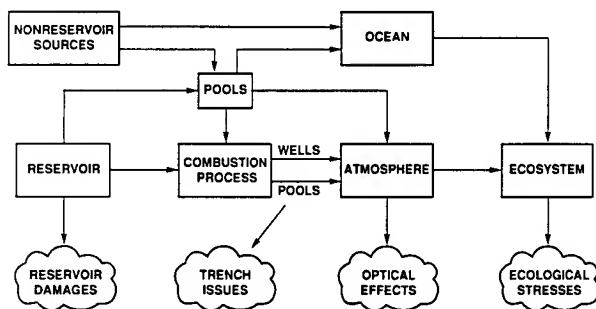 NONRESERVOIR
SOURCES
OCEAN
POOLS
RESERVOIR
COMBUSTION
PROCESS
WELLS
POOLS
ATMOSPHERE
ECOSYSTEM
RESERVOIR
DAMAGES
TRENCH
ISSUES
OPTICAL
EFFECTS
ECOLOGICAL
STRESSES